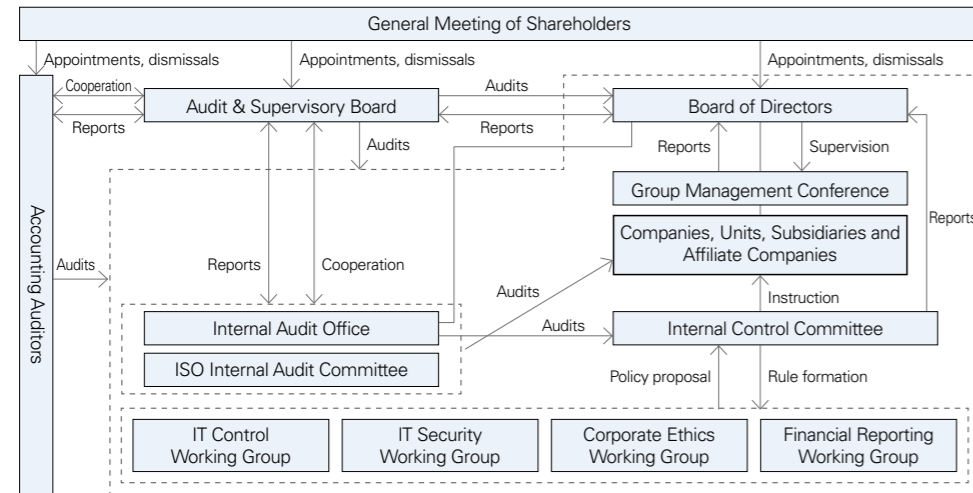 General Meeting of Shareholders
Appointments, dismissals
Appointments, dismissals
Appointments, dismissals
Cooperation
Audit & Supervisory Board
Audits
Board of Directors
Reports
Audits
Reports
Reports
Supervision
Group Management Conference
Accounting Auditors
Companies, Units, Subsidiaries and
Affiliate Companies
Reports
Audits
Reports
Cooperation
Audits
Instruction
Internal Audit Office
Audits
Internal Control Committee
ISO Internal Audit Committee
Policy proposal
Rule formation
IT Control
Working Group
IT Security
Working Group
Corporate Ethics
Working Group
Financial Reporting
Working Group